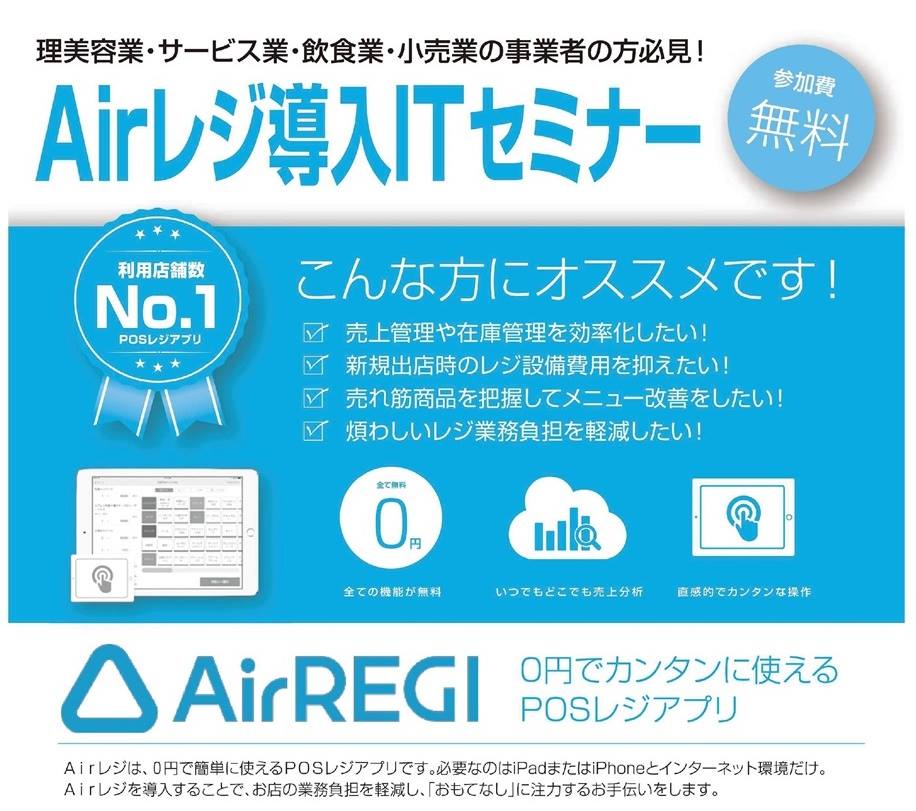 理美容業・サービス業・飲食業・小売業の事業者の方必見！
Airレジ導入ITセミナー
参加費
無料
利用店舗数
No.1
POSレジアプリ
こんな方にオススメです！
売上管理や在庫管理を効率化したい！
新規出店時のレジ設備費用を抑えたい！
売れ筋商品を把握してメニュー改善をしたい！
煩わしいレジ業務負担を軽減したい！
全て無料
0円
全ての機能が無料
いつでもどこでも売上分析
直感的でカンタンな操作
AirREGI
0円でカンタンに使える
POSレジアプリ
Airレジは、0円で簡単に使えるPOSレジアプリです。必要なのはiPadまたはiPhoneとインターネット環境だけ。
Airレジを導入することで、お店の業務負担を軽減し、「おもてなし」に注力するお手伝いをします。